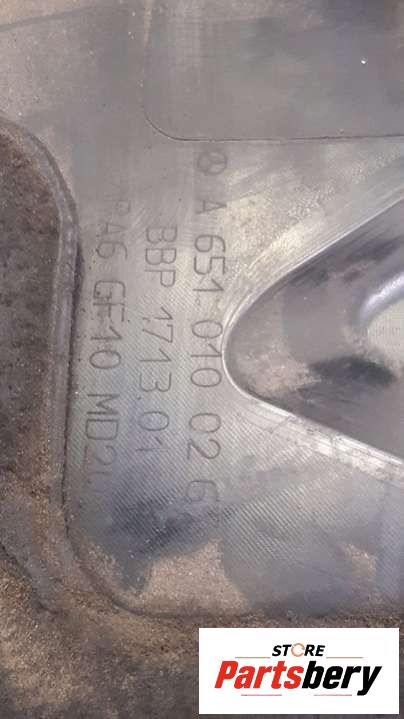 A 651 010 02 6
BBP 1713.01
PA6 GF10 MD2
STORE
Partsbery